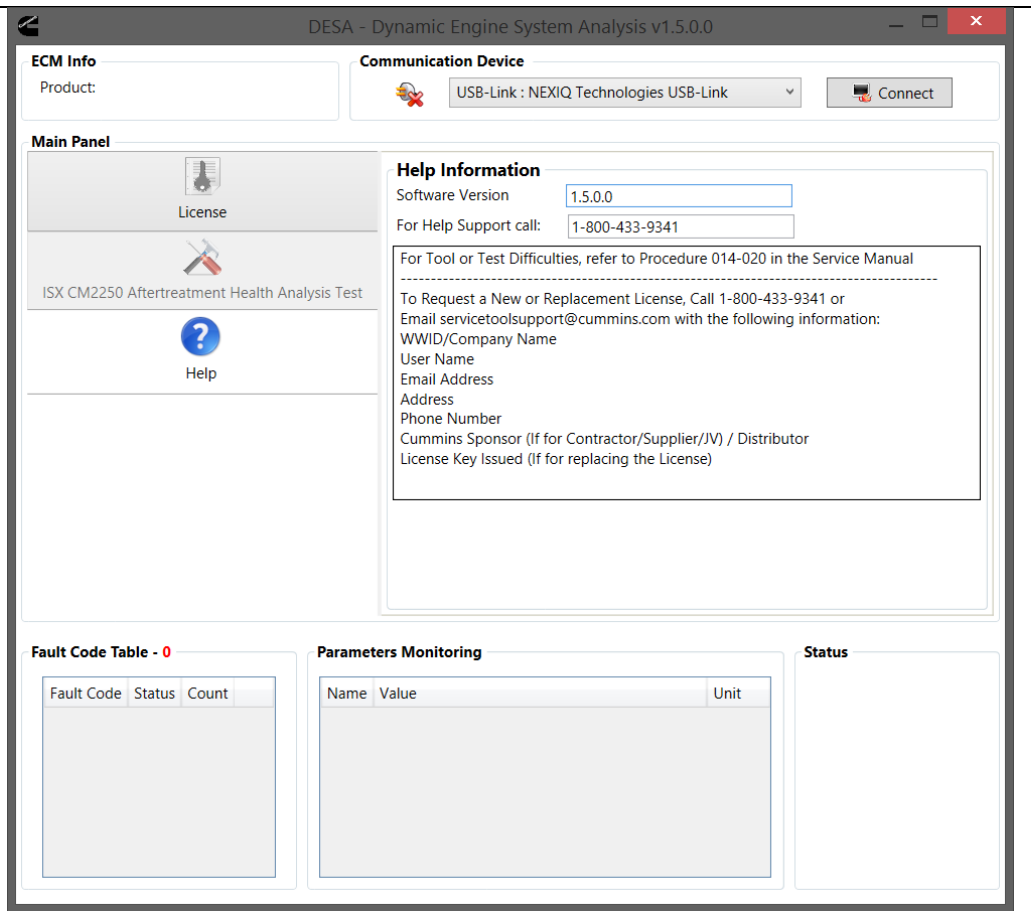 DESA - Dynamic Engine System Analysis v1.5.0.0
ECM Info
Product:
Communication Device
USB-Link : NEXIQ Technologies USB-Link
Connect
Main Panel
License
ISX CM2250 Aftertreatment Health Analysis Test
Help
Help Information
Software Version 1.5.0.0
For Help Support call: 1-800-433-9341
For Tool or Test Difficulties, refer to Procedure 014-020 in the Service Manual
--------------------------------------------------------------------------------
To Request a New or Replacement License, Call 1-800-433-9341 or
Email servicetoolsupport@cummins.com with the following information:
WWID/Company Name
User Name
Email Address
Address
Phone Number
Cummins Sponsor (If for Contractor/Supplier/JV) / Distributor
License Key Issued (If for replacing the License)
Fault Code Table - 0
Fault Code Status Count
Parameters Monitoring
Name Value Unit
Status